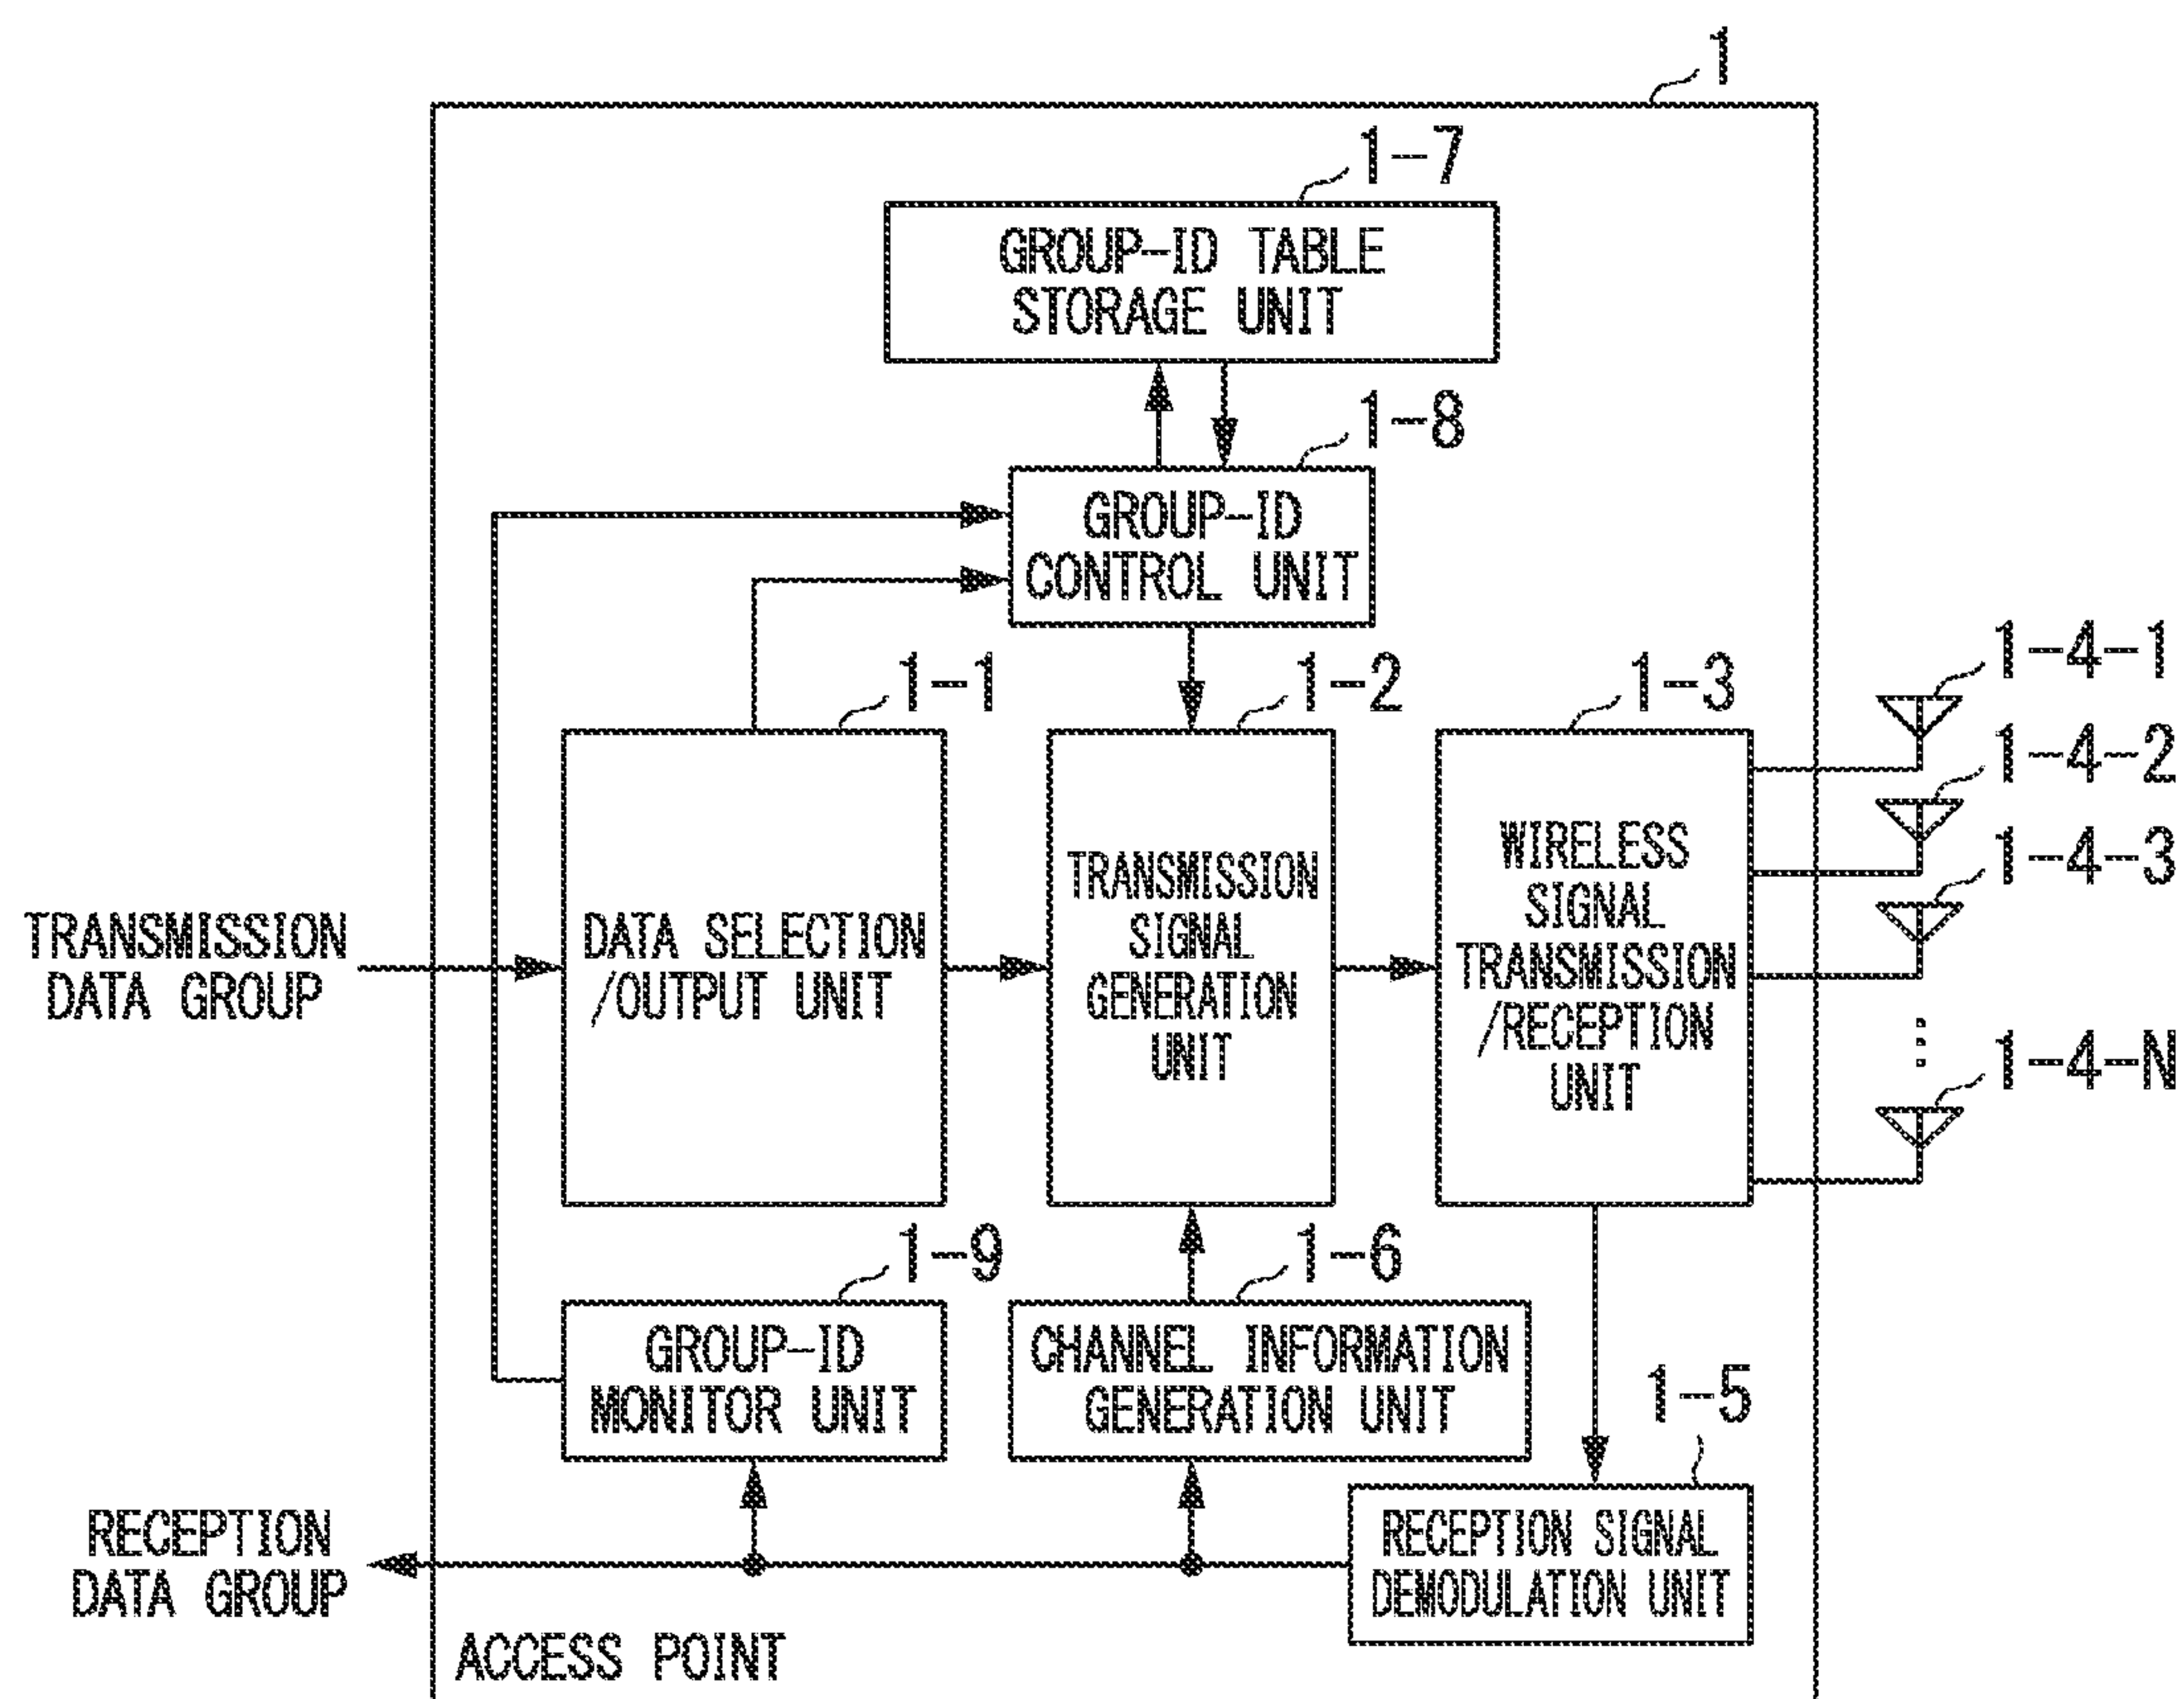 1
1-7
GROUP-ID TABLE
STORAGE UNIT
1-8
GROUP-ID
CONTROL UNIT
1-1
1-2
1-3
1-4-1
1-4-2
1-4-3
1-4-N
TRANSMISSION
DATA GROUP
DATA SELECTION
/OUTPUT UNIT
TRANSMISSION
SIGNAL
GENERATION
UNIT
WIRELESS
SIGNAL
TRANSMISSION
/RECEPTION
UNIT
1-9
GROUP-ID
MONITOR UNIT
1-6
CHANNEL INFORMATION
GENERATION UNIT
1-5
RECEPTION SIGNAL
DEMODULATION UNIT
RECEPTION
DATA GROUP
ACCESS POINT